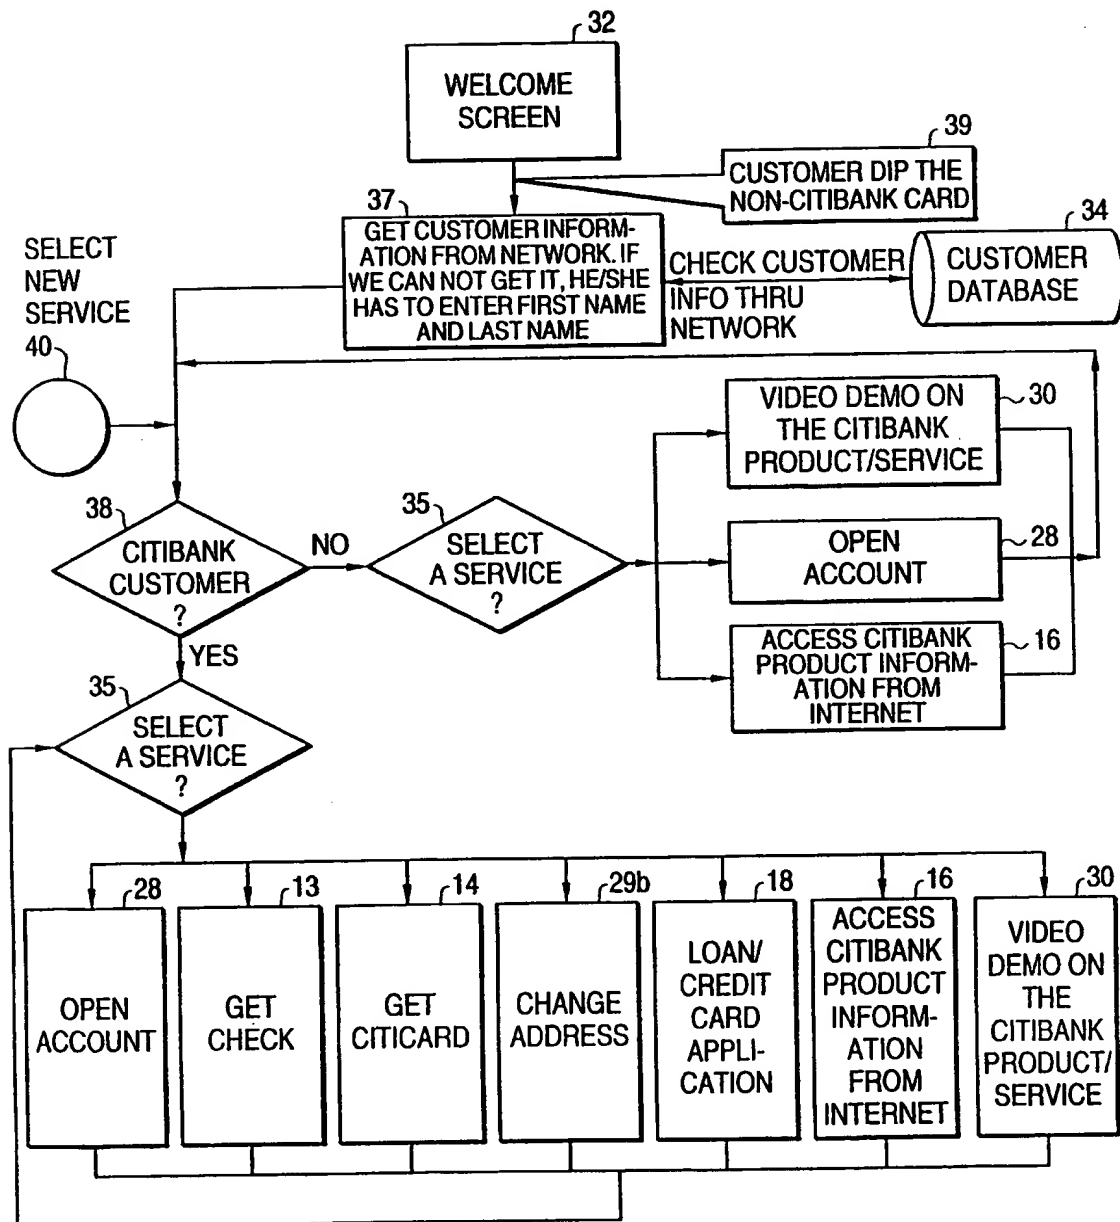 32
WELCOME
SCREEN
39
CUSTOMER DIP THE
NON-CITIBANK CARD
37
GET CUSTOMER INFORM-
ATION FROM NETWORK. IF
WE CAN NOT GET IT, HE/SHE
HAS TO ENTER FIRST NAME
AND LAST NAME
CHECK CUSTOMER
INFO THRU
NETWORK
34
CUSTOMER
DATABASE
SELECT
NEW
SERVICE
40
VIDEO DEMO ON
THE CITIBANK
PRODUCT/SERVICE
30
38
CITIBANK
CUSTOMER
?
NO
35
SELECT
A SERVICE
?
OPEN
ACCOUNT
28
ACCESS CITIBANK
PRODUCT INFORM-
ATION FROM
INTERNET
16
YES
35
SELECT
A SERVICE
?
28
OPEN
ACCOUNT
13
GET
CHECK
14
GET
CITICARD
29b
CHANGE
ADDRESS
18
LOAN/
CREDIT
CARD
APPLI-
CATION
16
ACCESS
CITIBANK
PRODUCT
INFORM-
ATION
FROM
INTERNET
30
VIDEO
DEMO ON
THE
CITIBANK
PRODUCT/
SERVICE